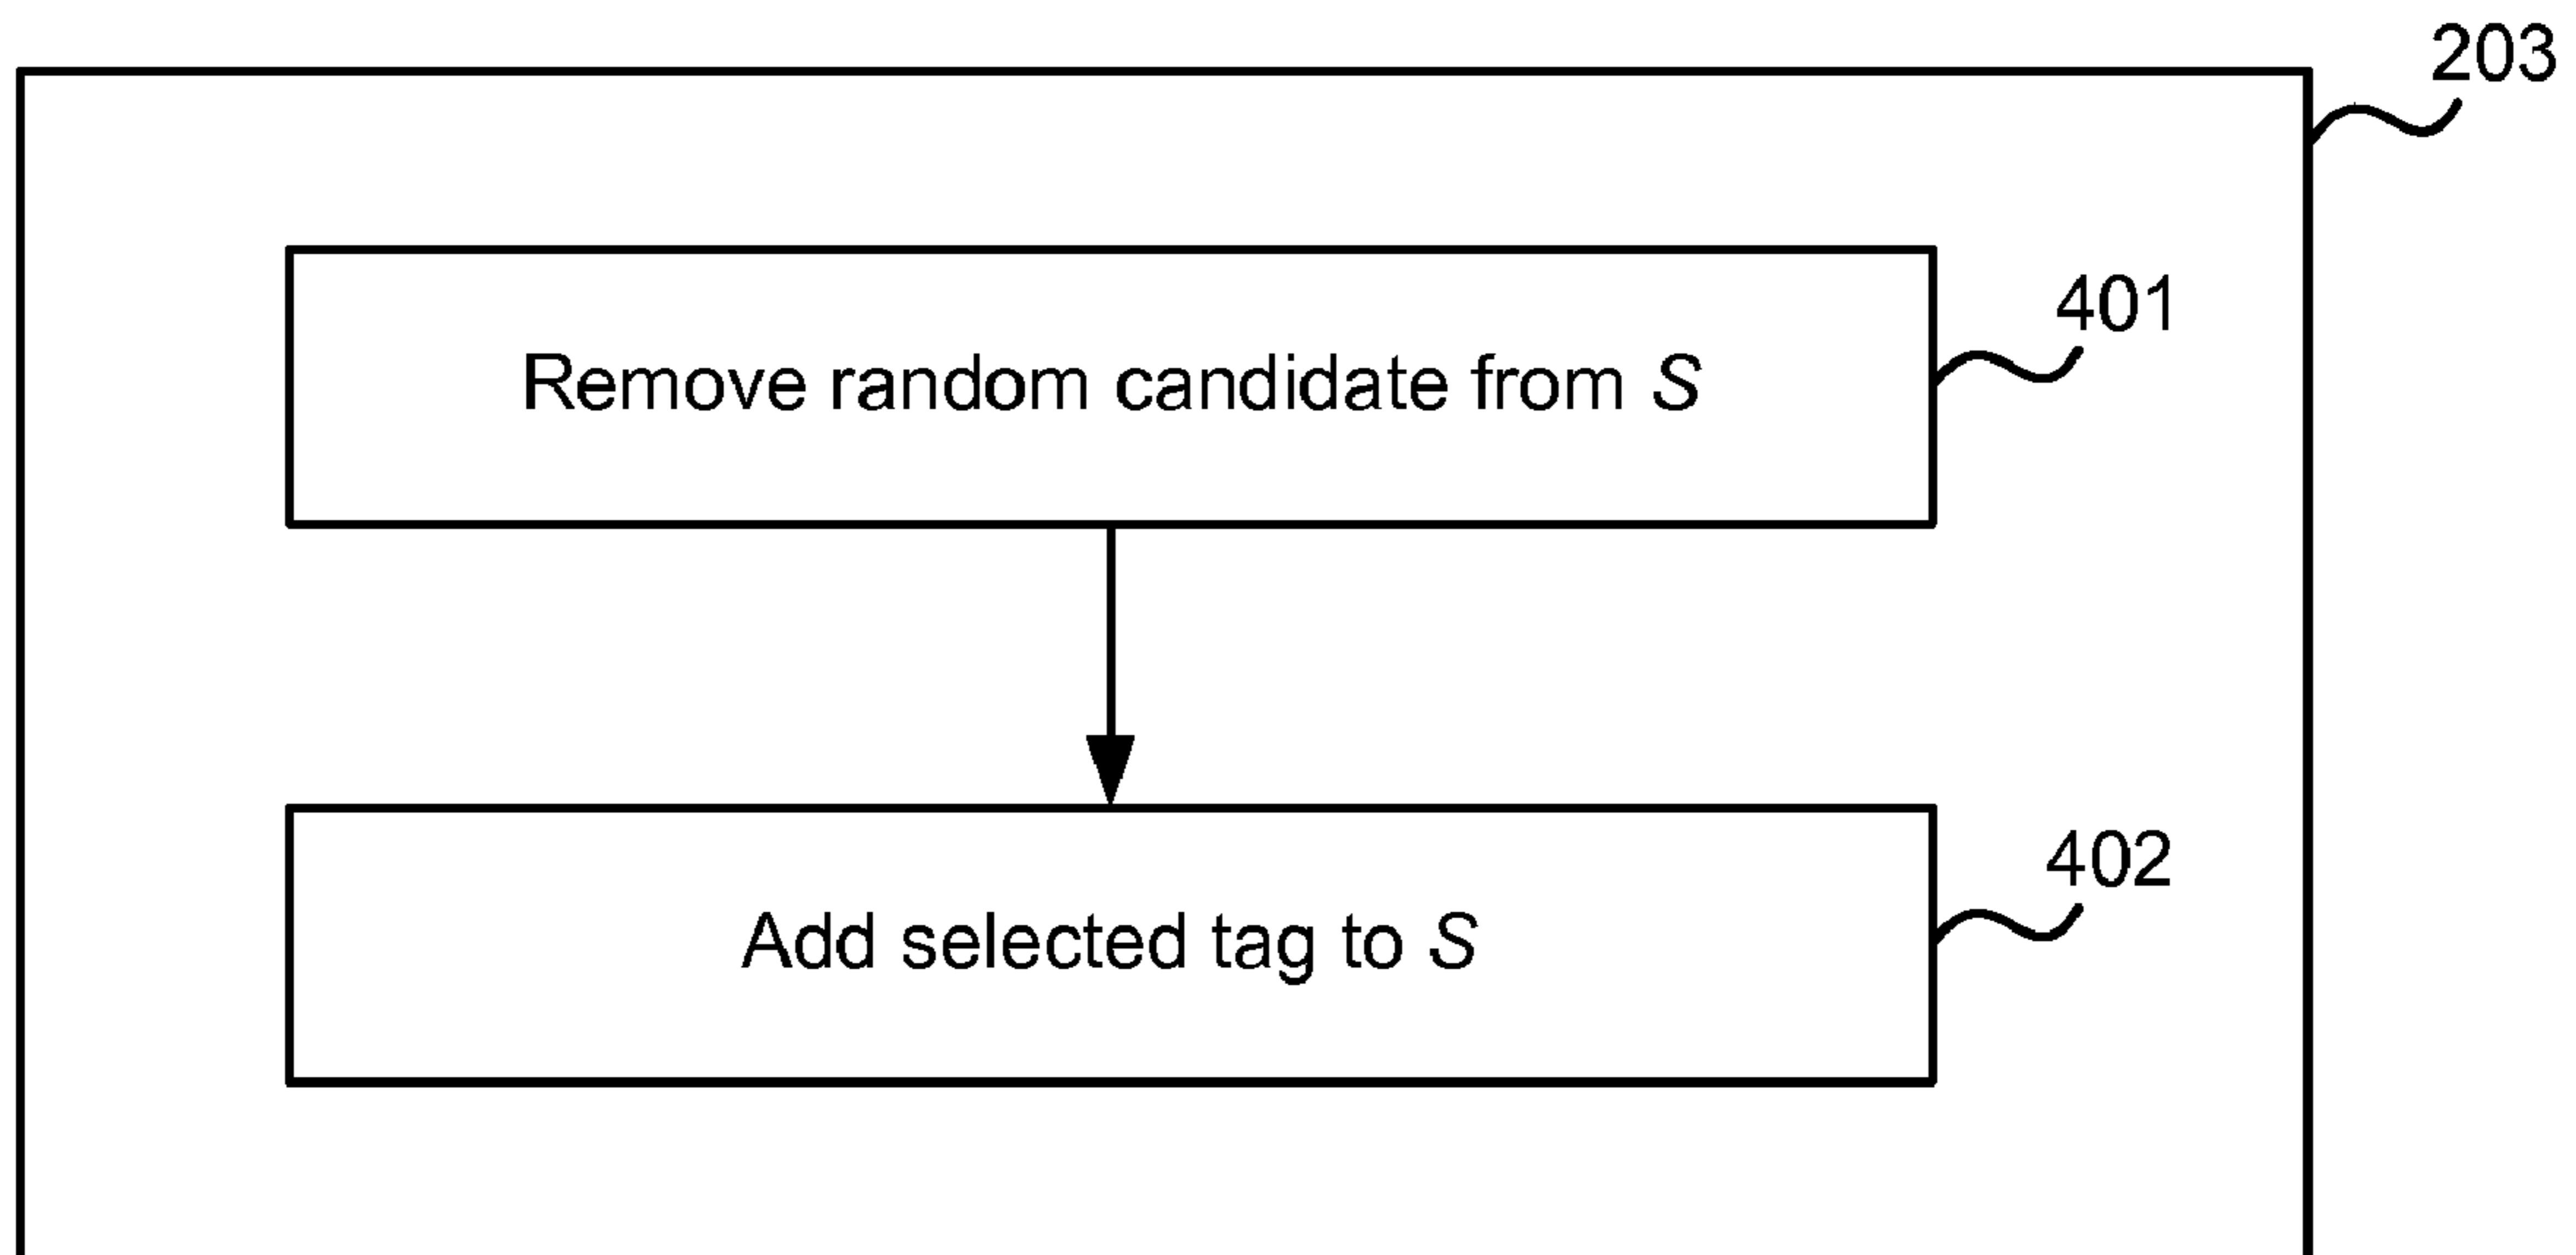 203
Remove random candidate from S
401
Add selected tag to S
402